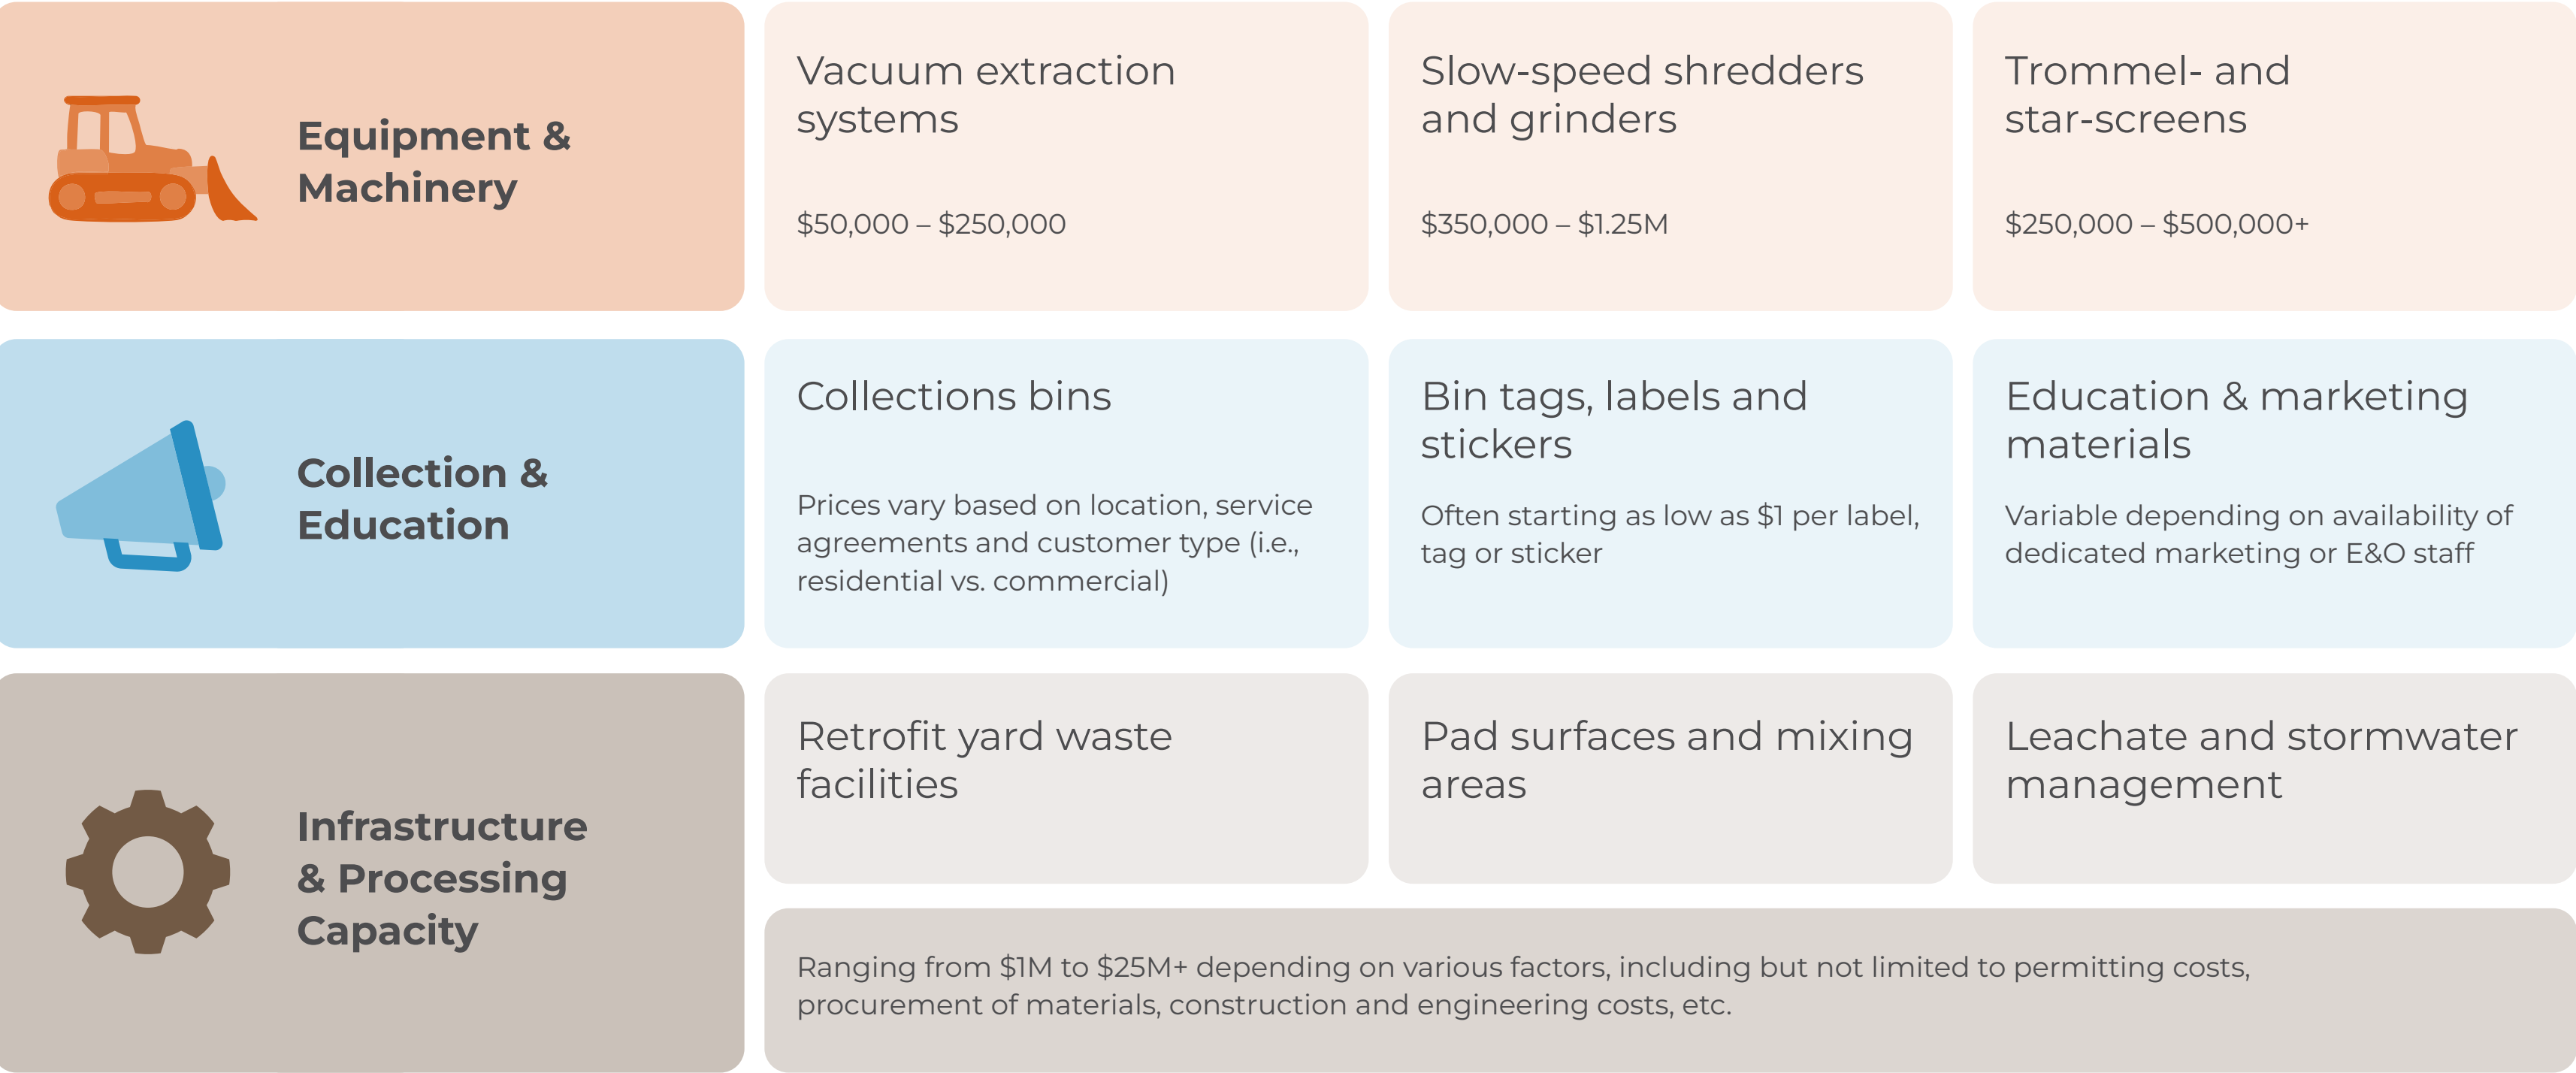 Equipment &
Machinery
Vacuum extraction
systems
$50,000 – $250,000
Slow-speed shredders
and grinders
$350,000 – $1.25M
Trommel- and
star-screens
$250,000 – $500,000+
Collection &
Education
Collections bins
Prices vary based on location, service
agreements and customer type (i.e.,
residential vs. commercial)
Bin tags, labels and
stickers
Often starting as low as $1 per label,
tag or sticker
Education & marketing
materials
Variable depending on availability of
dedicated marketing or E&O staff
Infrastructure
& Processing
Capacity
Retrofit yard waste
facilities
Pad surfaces and mixing
areas
Leachate and stormwater
management
Ranging from $1M to $25M+ depending on various factors, including but not limited to permitting costs,
procurement of materials, construction and engineering costs, etc.